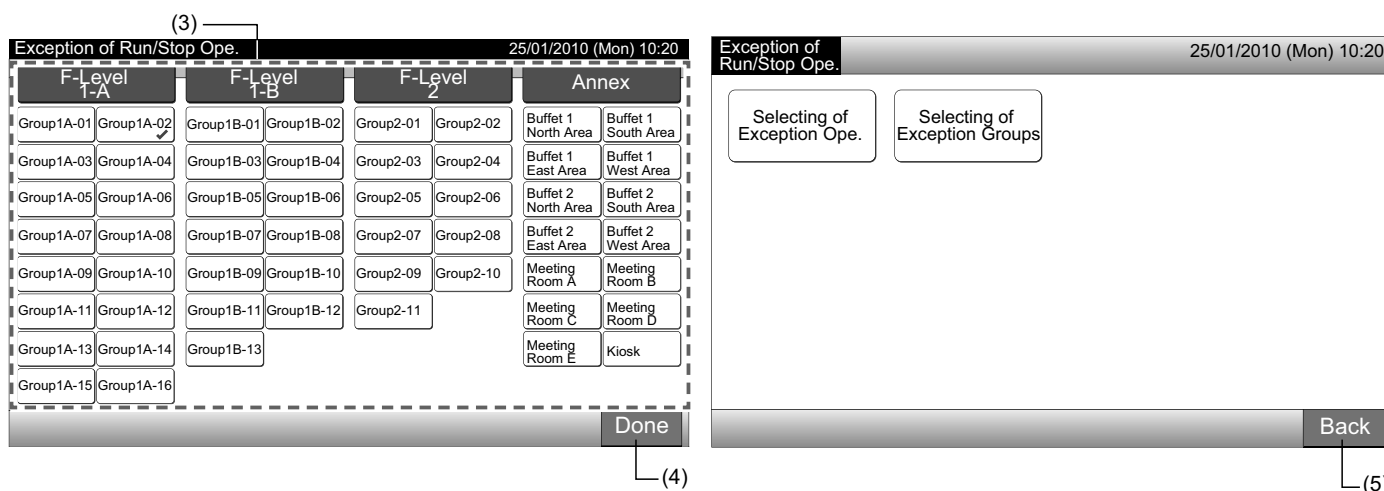 (3)
Exception of Run/Stop Ope. 25/01/2010 (Mon) 10:20
F-Level 1-A F-Level 1-B F-Level 2 Annex
Group1A-01 Group1A-02 Group1B-01 Group1B-02 Group2-01 Group2-02 Buffet 1 North Area Buffet 1 South Area
Group1A-03 Group1A-04 Group1B-03 Group1B-04 Group2-03 Group2-04 Buffet 1 East Area Buffet 1 West Area
Group1A-05 Group1A-06 Group1B-05 Group1B-06 Group2-05 Group2-06 Buffet 2 North Area Buffet 2 South Area
Group1A-07 Group1A-08 Group1B-07 Group1B-08 Group2-07 Group2-08 Buffet 2 East Area Buffet 2 West Area
Group1A-09 Group1A-10 Group1B-09 Group1B-10 Group2-09 Group2-10 Meeting Room A Meeting Room B
Group1A-11 Group1A-12 Group1B-11 Group1B-12 Group2-11 Meeting Room C Meeting Room D
Group1A-13 Group1A-14 Group1B-13 Meeting Room E Kiosk
Group1A-15 Group1A-16
Done
(4)
Exception of
Run/Stop Ope.
25/01/2010 (Mon) 10:20
Selecting of
Exception Ope.
Selecting of
Exception Groups
Back
(5)